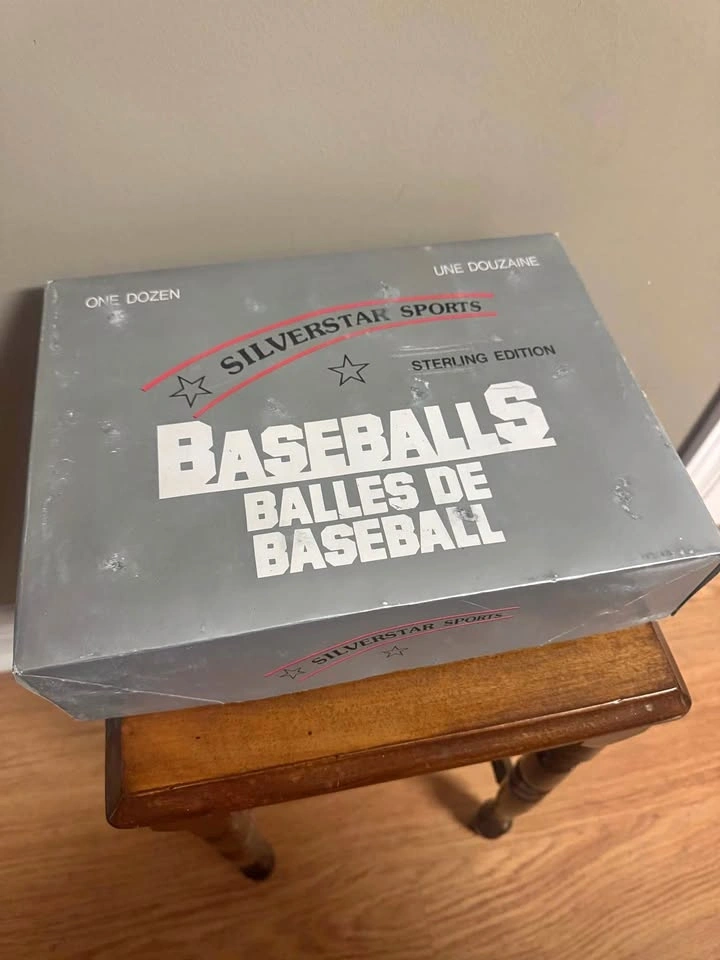 ONE DOZEN
UNE DOUZAINE
SILVERSTAR SPORTS
STERLING EDITION
BASEBALLS
BALLES DE
BASEBALL
SILVERSTAR SPORTS